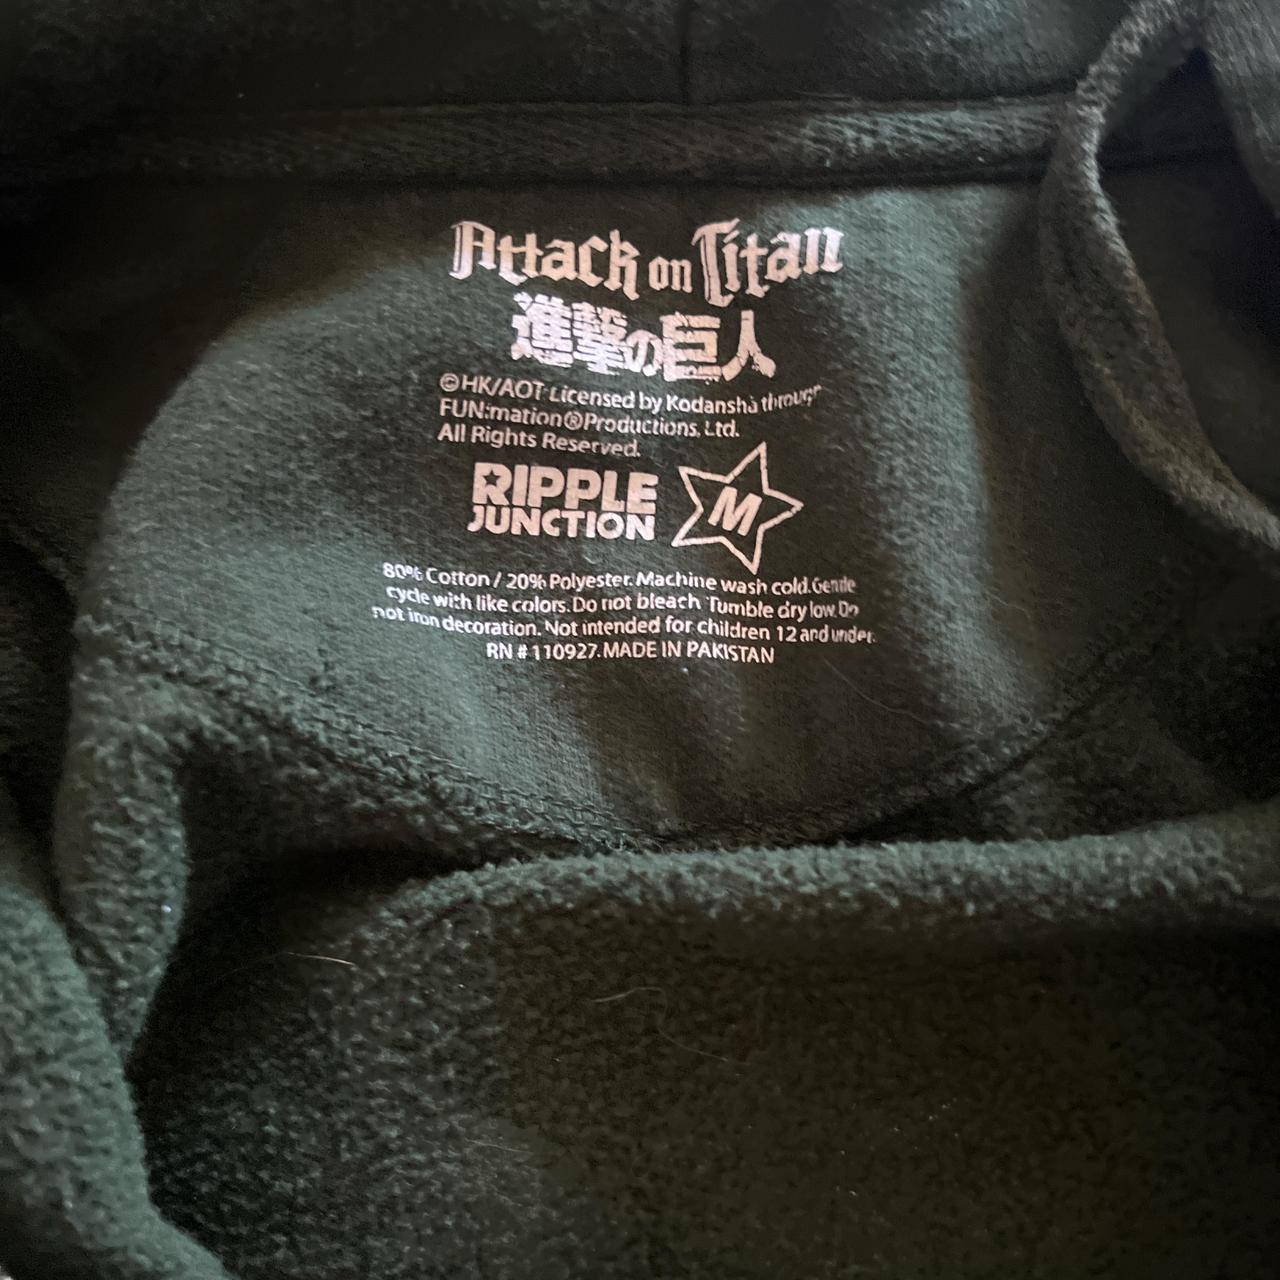 Attack on Titan
進撃の巨人
©HK/AOT Licensed by Kodansha through
FUN:mation®Productions, Ltd.
All Rights Reserved.
RIPPLE
JUNCTION
M
80% Cotton / 20% Polyester. Machine wash cold. Gentle
cycle with like colors. Do not bleach Tumble dry low. Do
not iron decoration. Not intended for children 12 and under.
RN # 110927. MADE IN PAKISTAN